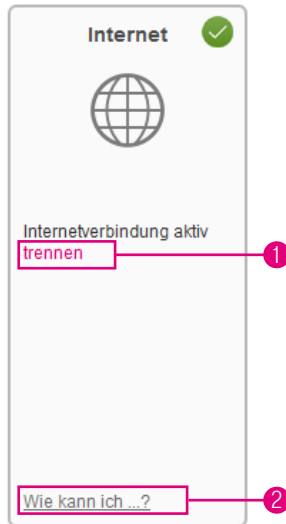 Internet
Internetverbindung aktiv
trennen
1
Wie kann ich ...?
2